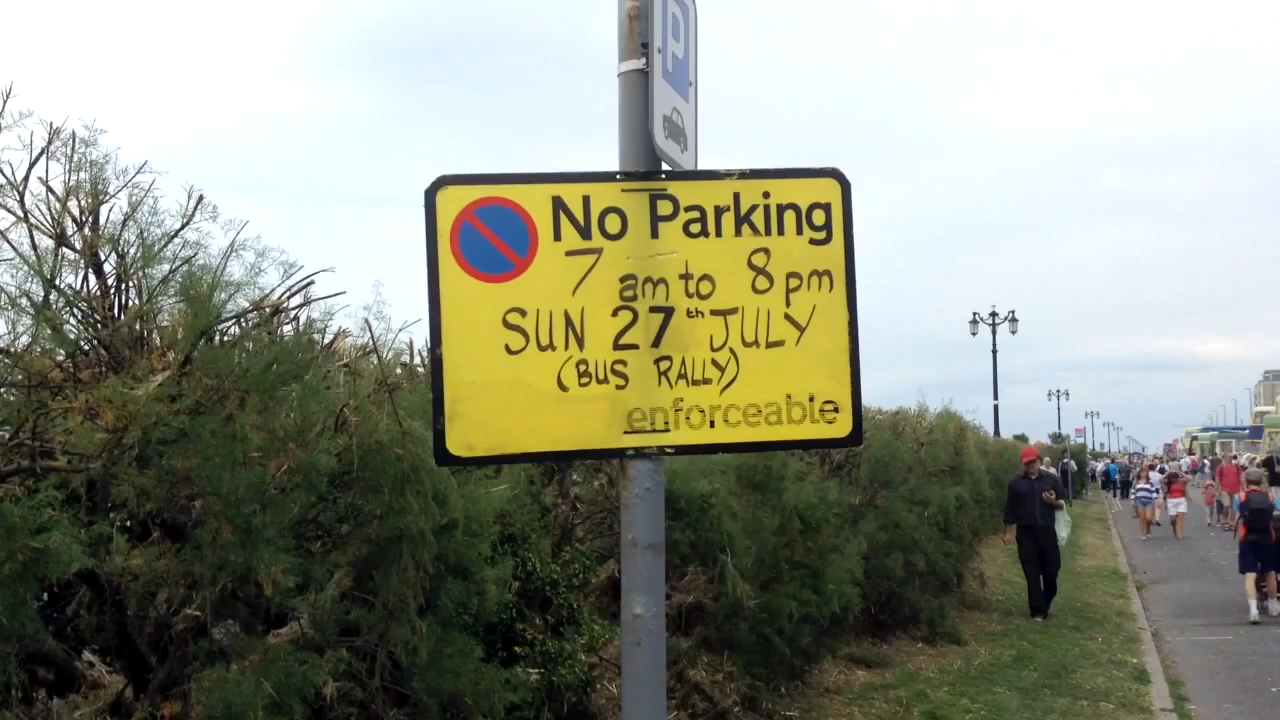 P
No Parking
7 am to 8 pm
SUN 27th JULY
(BUS RALLY)
enforceable